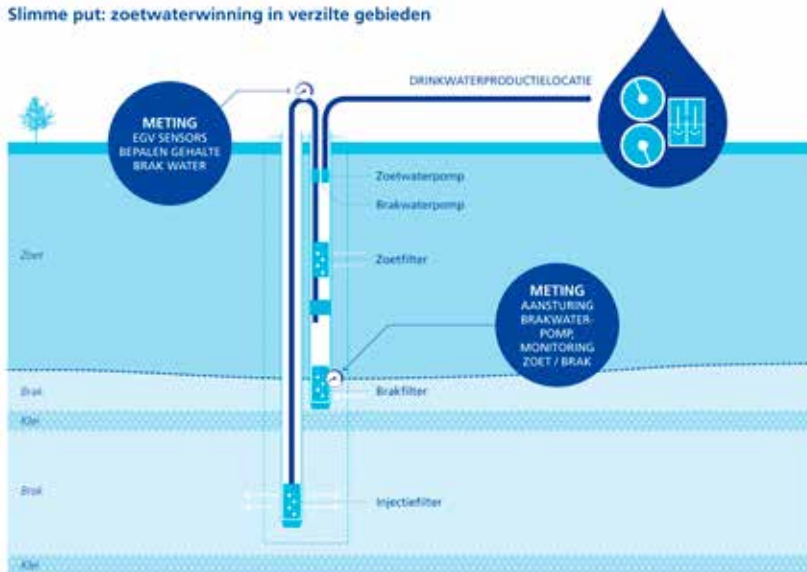 Slimme put: zoetwaterwinning in verzilte gebieden
DRINKWATERPRODUCTIELOCATIE
METING
EGV SENSORS
BEPALEN GEHALTE
BRAK WATER
Zoetwaterpomp
Brakwaterpomp
Zoet
Zoetfilter
METING
AANSTURING
BRAKWATER-
POMP,
MONITORING
ZOET / BRAK
Brak
Brakfilter
Klei
Brak
Injectiefilter
Klei